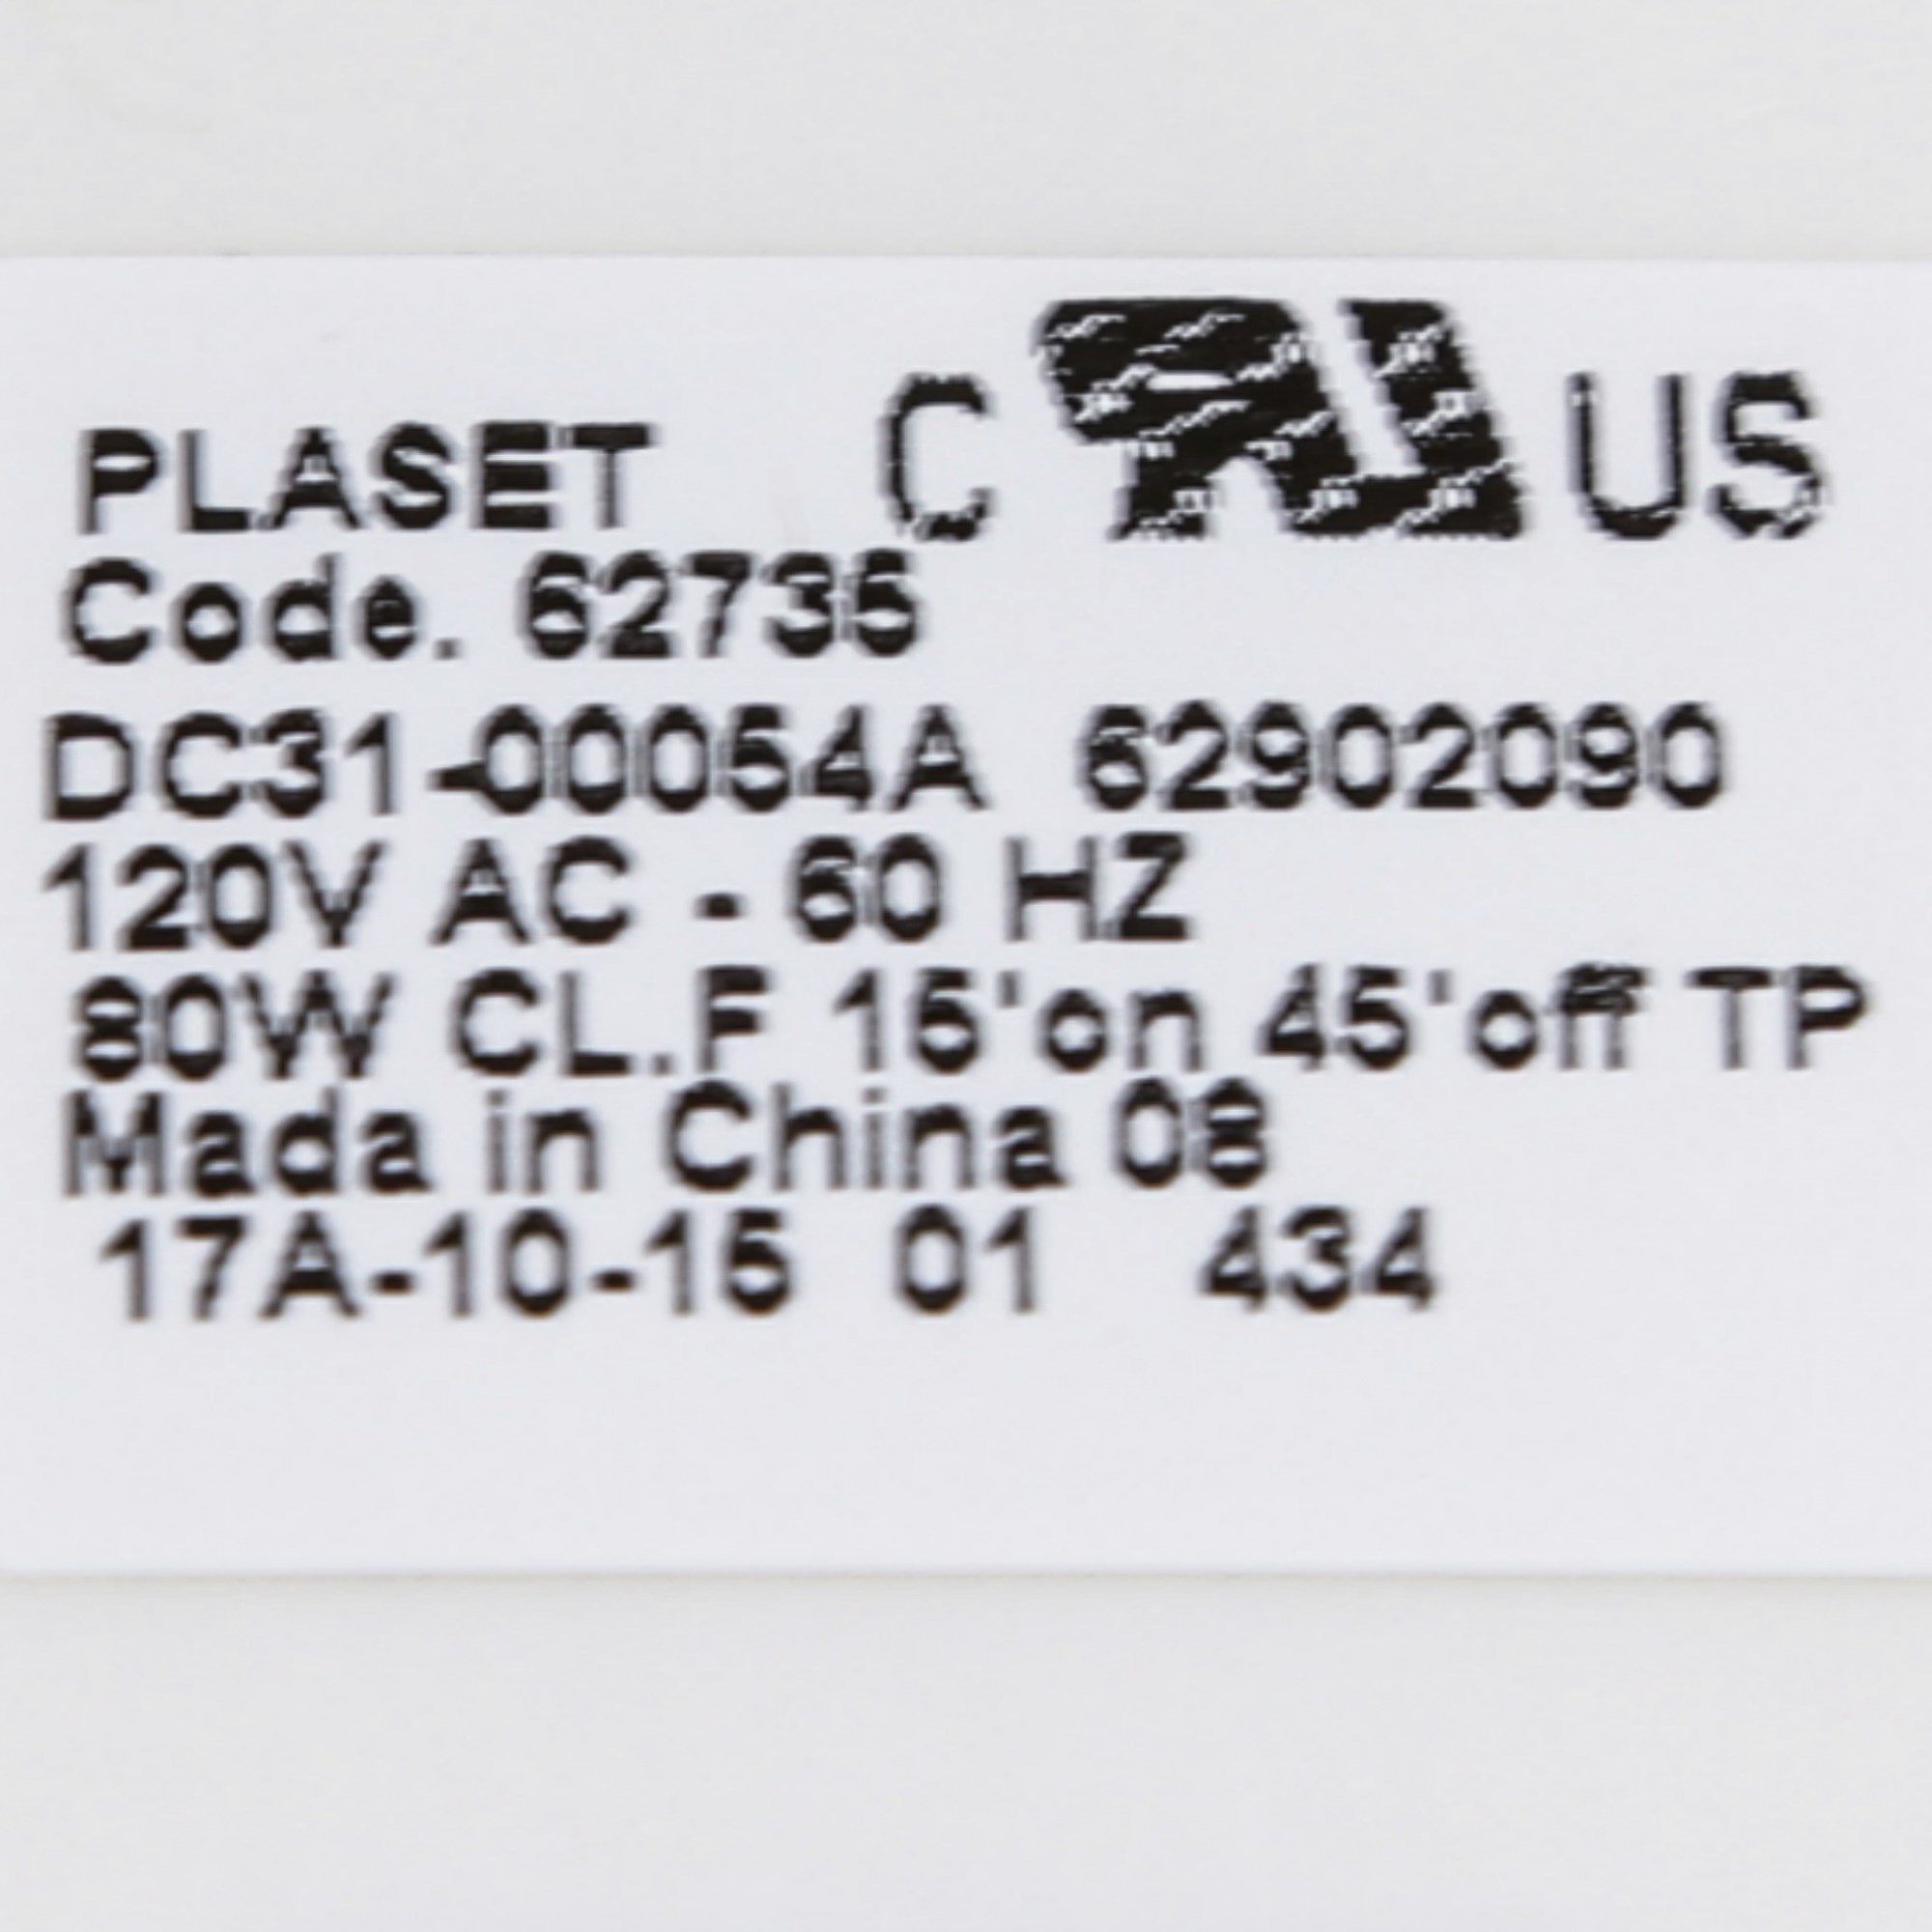 PLASET C RU US
Code. 62735
DC31-00054A 62902090
120V AC - 60 HZ
80W CL.F 15'on 45'off TP
Mada in China 08
17A-10-15 01 434